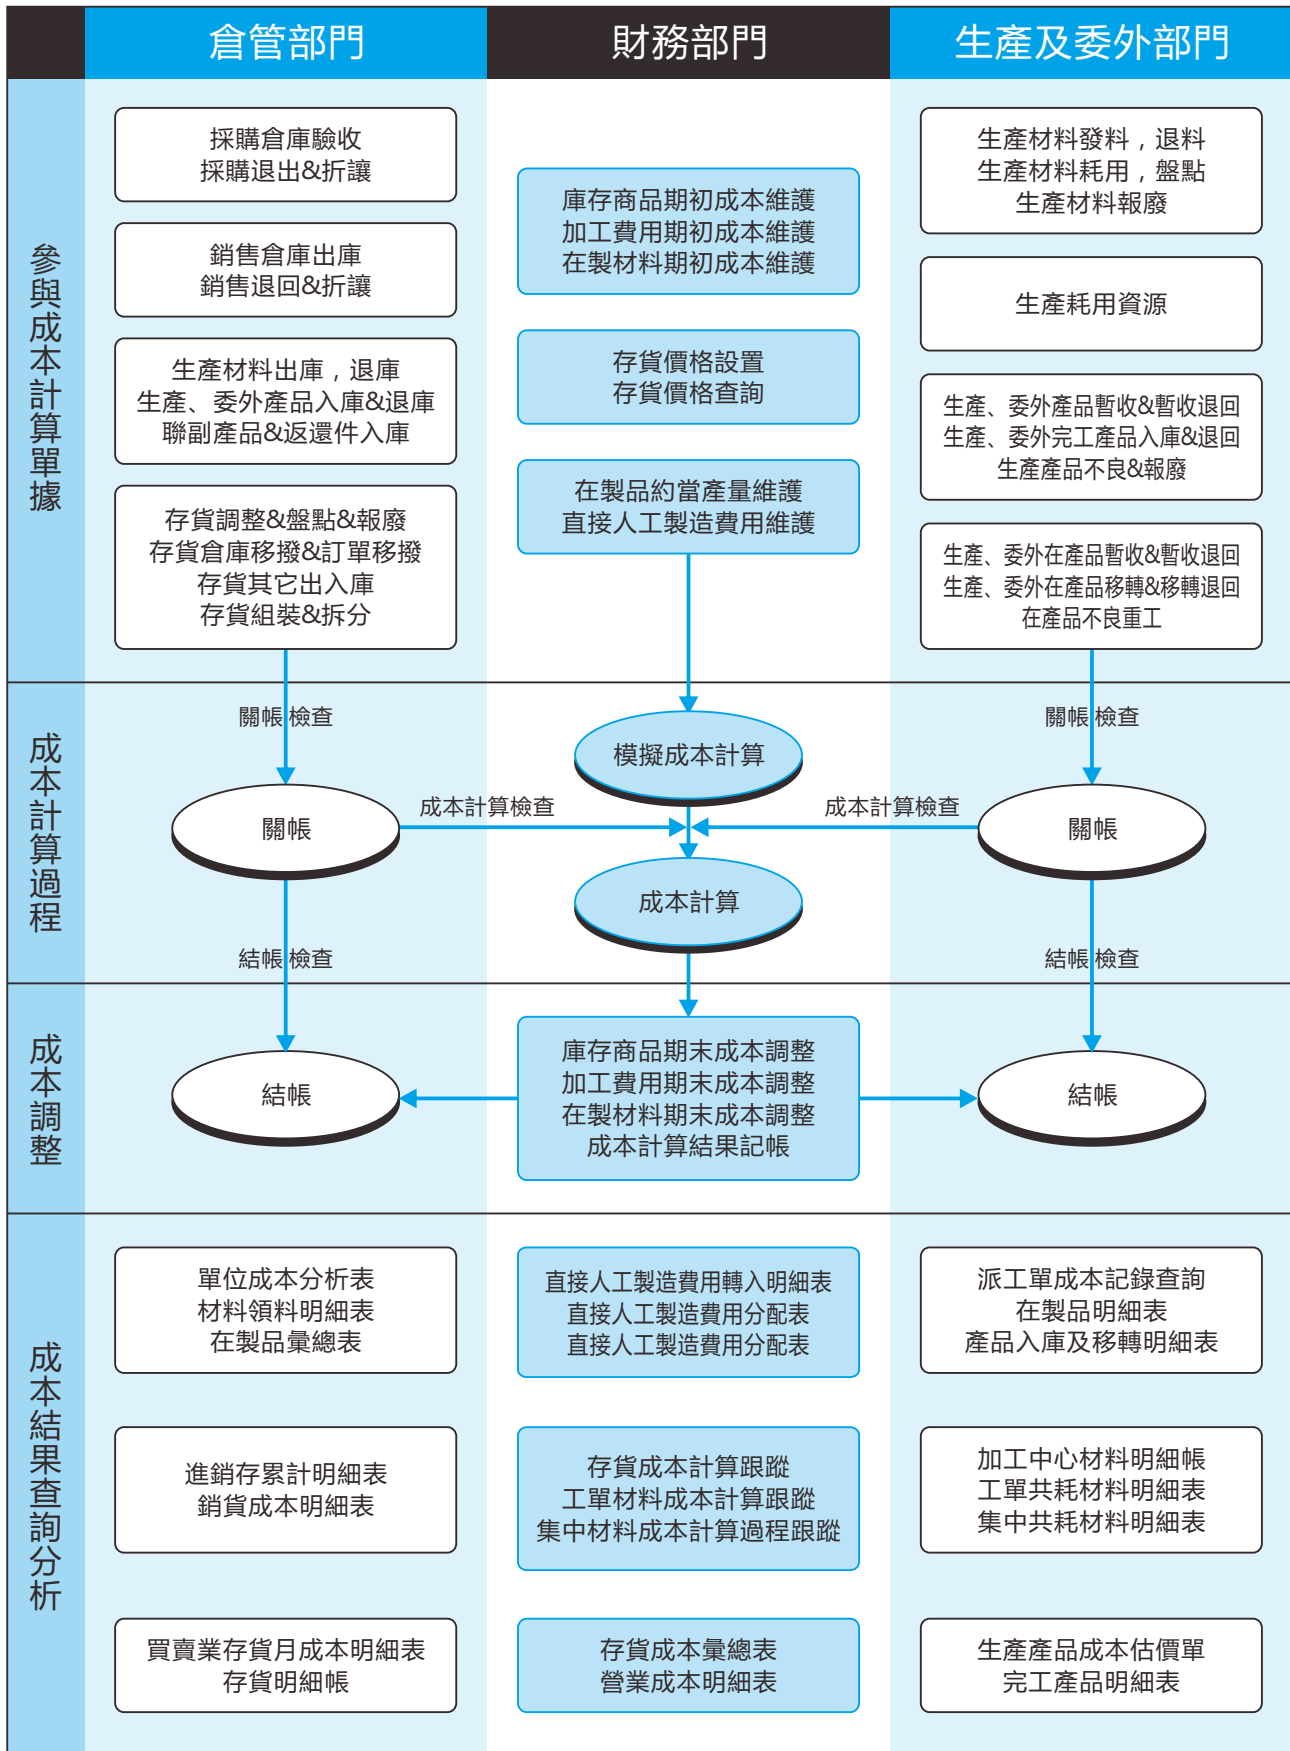 倉管部門
財務部門
生產及委外部門
參與成本計算單據
採購倉庫驗收
採購退出&折讓
銷售倉庫出庫
銷售退回&折讓
生產材料出庫，退庫
生產、委外產品入庫&退庫
聯副產品&返還件入庫
存貨調整&盤點&報廢
存貨倉庫移撥&訂單移撥
存貨其它出入庫
存貨組裝&拆分
庫存商品期初成本維護
加工費用期初成本維護
在製材料期初成本維護
存貨價格設置
存貨價格查詢
在製品約當產量維護
直接人工製造費用維護
生產材料發料，退料
生產材料耗用，盤點
生產材料報廢
生產耗用資源
生產、委外產品暫收&暫收退回
生產、委外完工產品入庫&退回
生產產品不良&報廢
生產、委外在產品暫收&暫收退回
生產、委外在產品移轉&移轉退回
在產品不良重工
成本計算過程
關帳 檢查
關帳
結帳 檢查
模擬成本計算
成本計算檢查
成本計算檢查
成本計算
關帳 檢查
關帳
結帳 檢查
成本調整
結帳
庫存商品期末成本調整
加工費用期末成本調整
在製材料期末成本調整
成本計算結果記帳
結帳
成本結果查詢分析
單位成本分析表
材料領料明細表
在製品彙總表
直接人工製造費用轉入明細表
直接人工製造費用分配表
直接人工製造費用分配表
派工單成本記錄查詢
在製品明細表
產品入庫及移轉明細表
進銷存累計明細表
銷貨成本明細表
存貨成本計算跟蹤
工單材料成本計算跟蹤
集中材料成本計算過程跟蹤
加工中心材料明細帳
工單共耗材料明細表
集中共耗材料明細表
買賣業存貨月成本明細表
存貨明細帳
存貨成本彙總表
營業成本明細表
生產產品成本估價單
完工產品明細表